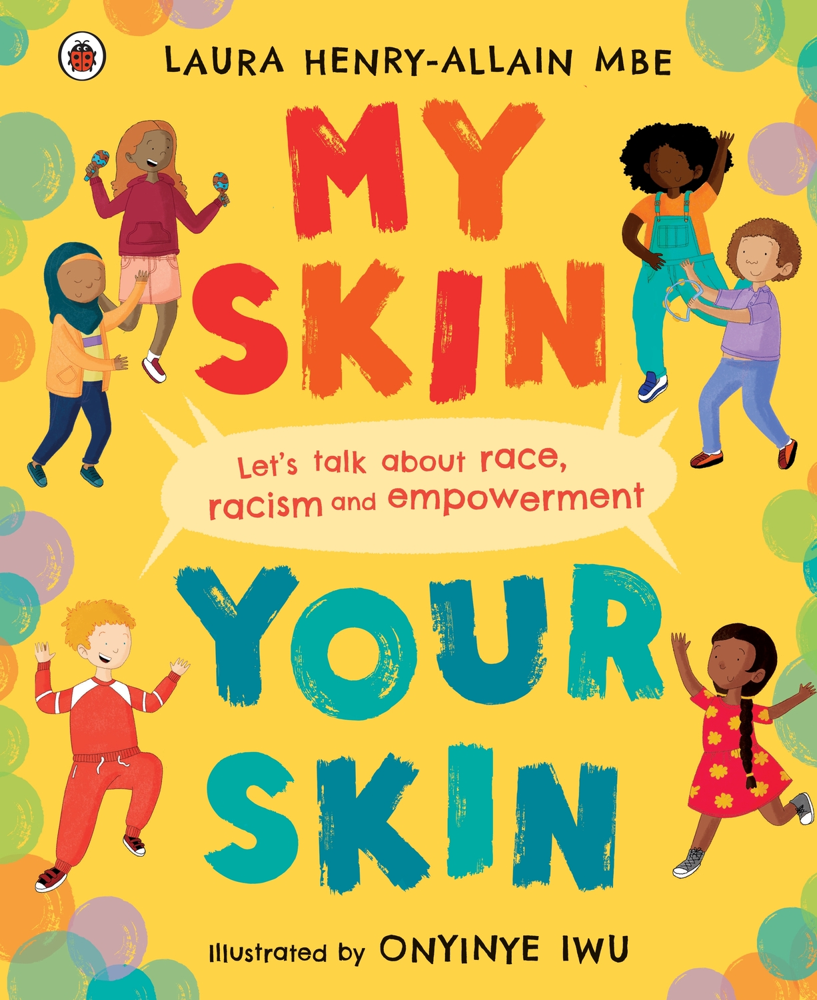 LAURA HENRY-ALLAIN MBE
MY
SKIN
Let's talk about race,
racism and empowerment
YOUR
SKIN
Illustrated by ONYINYE IWU